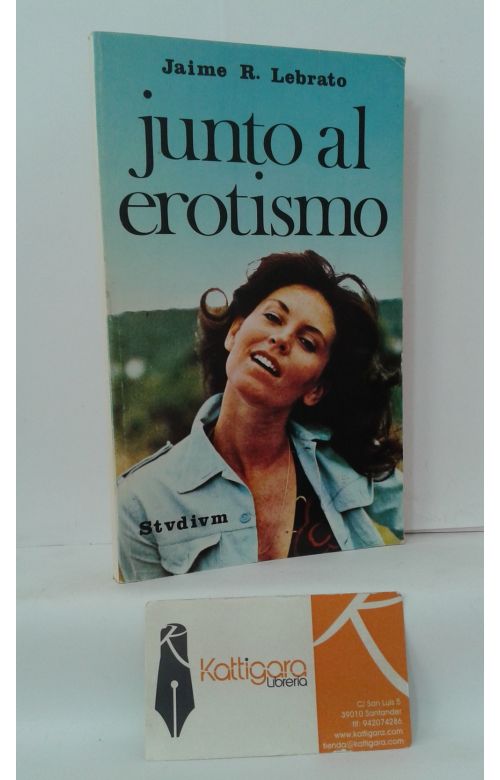 Jaime R. Lebrato
junto al
erotismo
Stvdivm
Kattigara
Librería
C/ San Luis 5
39010 Santander
tlf: 942074286
www.kattigara.com
tienda@kattigara.com